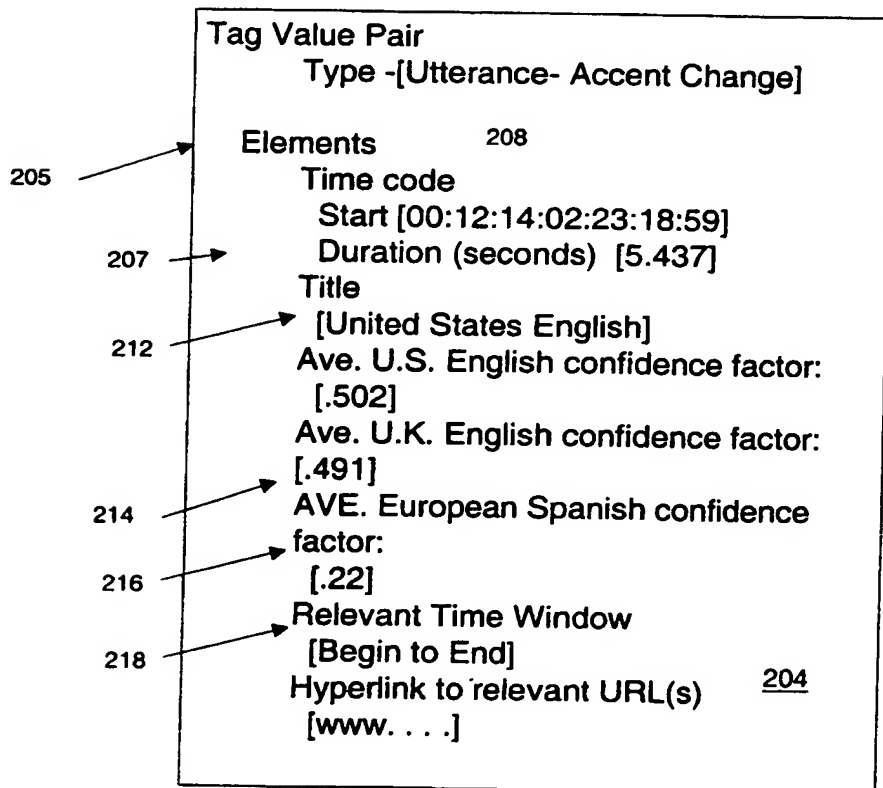 Tag Value Pair
Type -[Utterance- Accent Change]
Elements 208
205
Time code
Start [00:12:14:02:23:18:59]
207 Duration (seconds) [5.437]
Title
212 [United States English]
Ave. U.S. English confidence factor:
[.502]
Ave. U.K. English confidence factor:
[.491]
214 AVE. European Spanish confidence
factor:
216 [.22]
Relevant Time Window
218 [Begin to End]
Hyperlink to relevant URL(s) 204
[www. . . .]